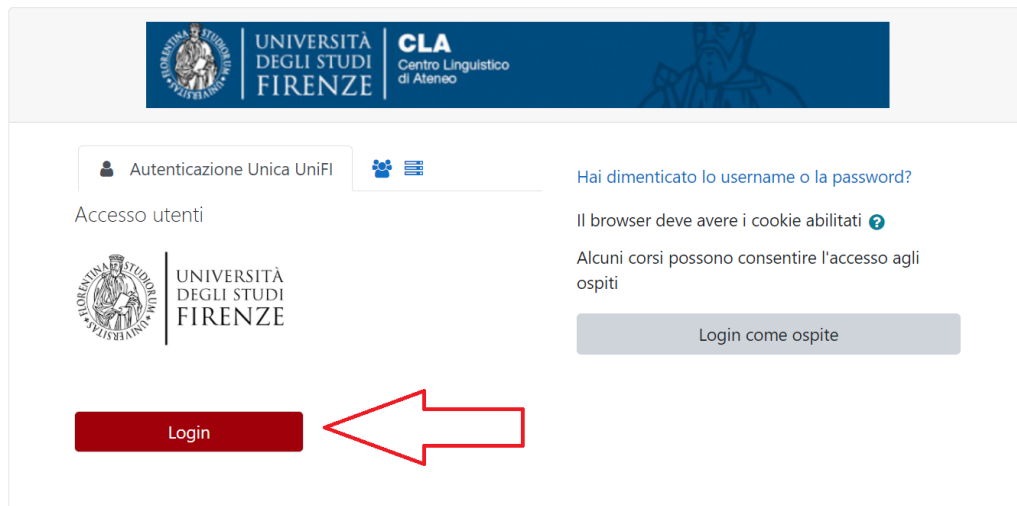 UNIVERSITÀ
DEGLI STUDI
FIRENZE
CLA
Centro Linguistico
di Ateneo
Autenticazione Unica UniFI
Accesso utenti
UNIVERSITÀ
DEGLI STUDI
FIRENZE
Login
Hai dimenticato lo username o la password?
Il browser deve avere i cookie abilitati
Alcuni corsi possono consentire l'accesso agli
ospiti
Login come ospite